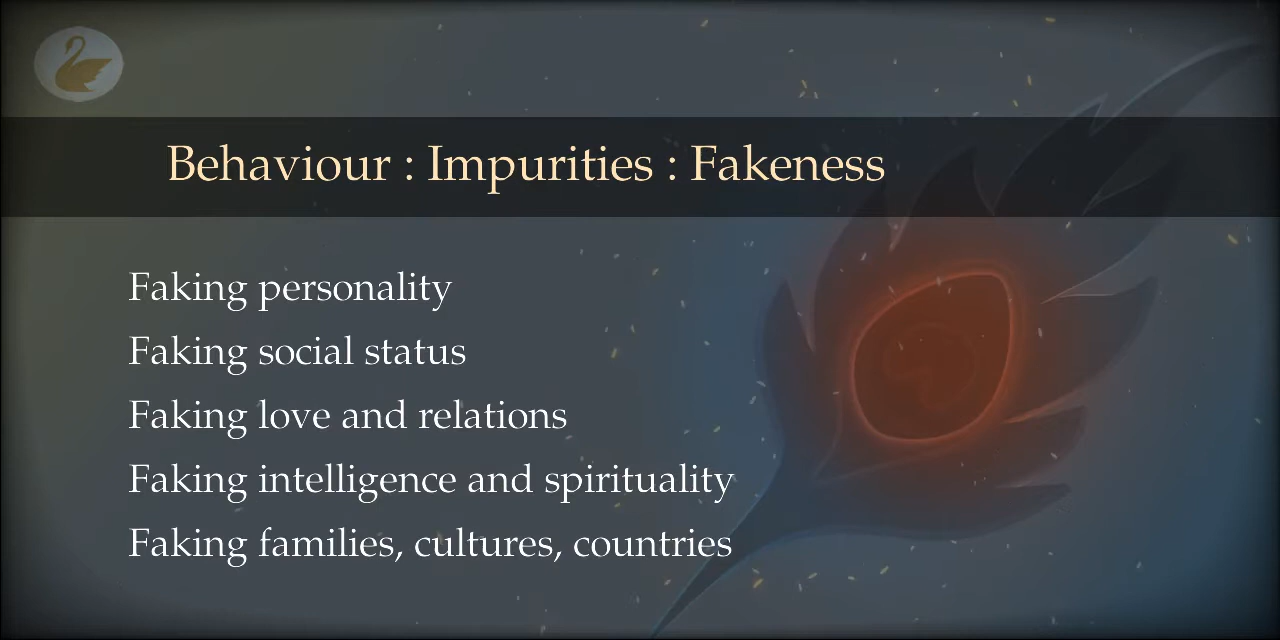 Behaviour : Impurities : Fakeness
Faking personality
Faking social status
Faking love and relations
Faking intelligence and spirituality
Faking families, cultures, countries